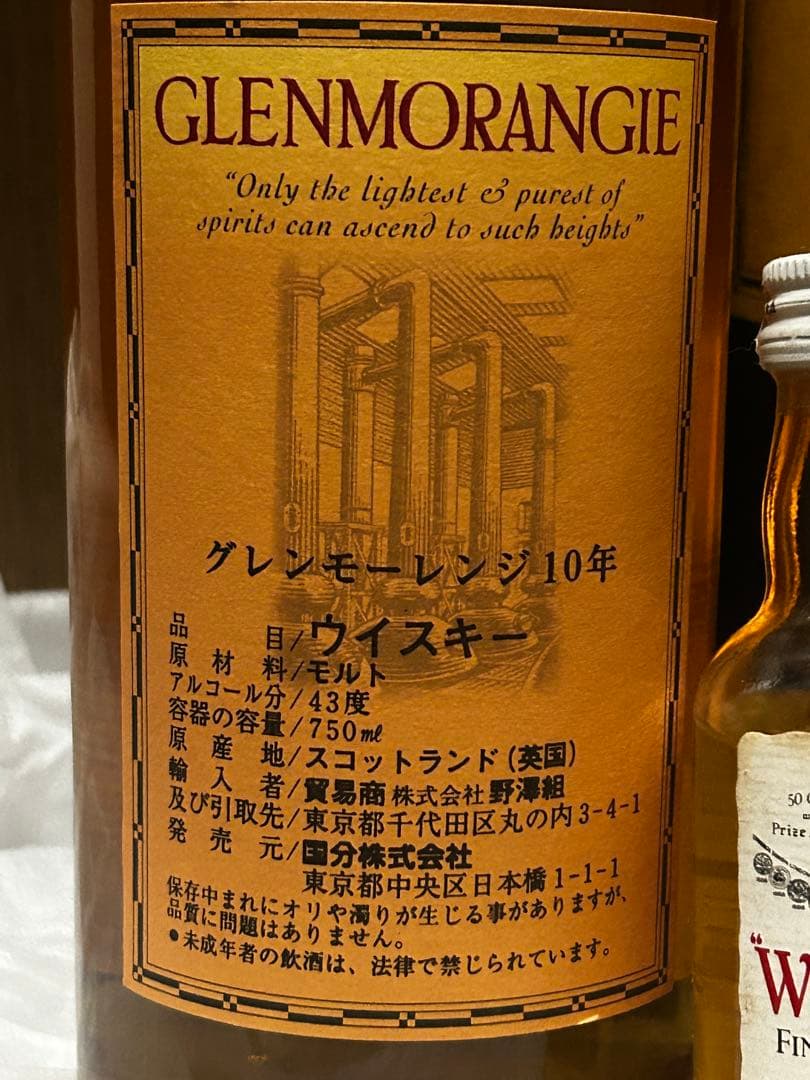 GLENMORANGIE
“Only the lightest & purest of
spirits can ascend to such heights”
グレンモーレンジ10年
品目/ウイスキー
原材料/モルト
アルコール分/43度
容器の容量/750㎖
原産地/スコットランド(英国)
輸入者/貿易商 株式会社 野澤組
及び引取先/東京都千代田区丸の内3-4-1
発売元/国分株式会社
東京都中央区日本橋1-1-1
保存中まれにオリや濁りが生じる事がありますが、
品質に問題はありません。
●未成年者の飲酒は、法律で禁じられています。
50
Prize
"W
FIN